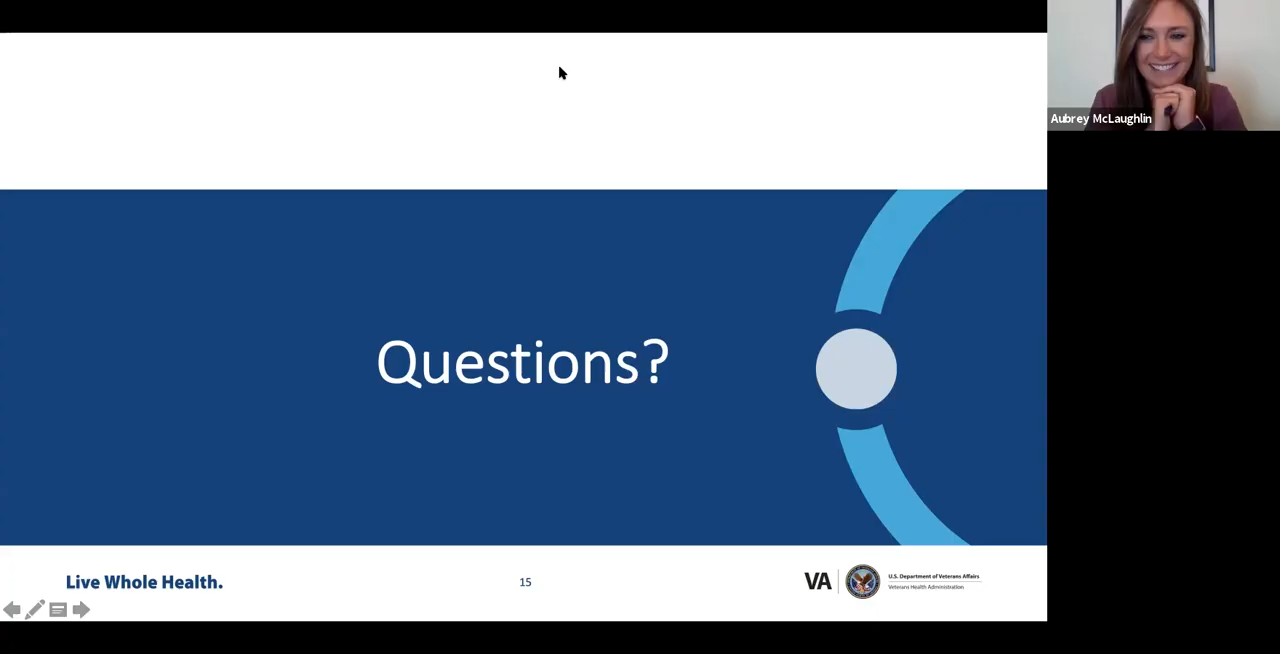 Aubrey McLaughlin
Questions?
Live Whole Health.
15
VA
U.S. Department of Veterans Affairs
Veterans Health Administration